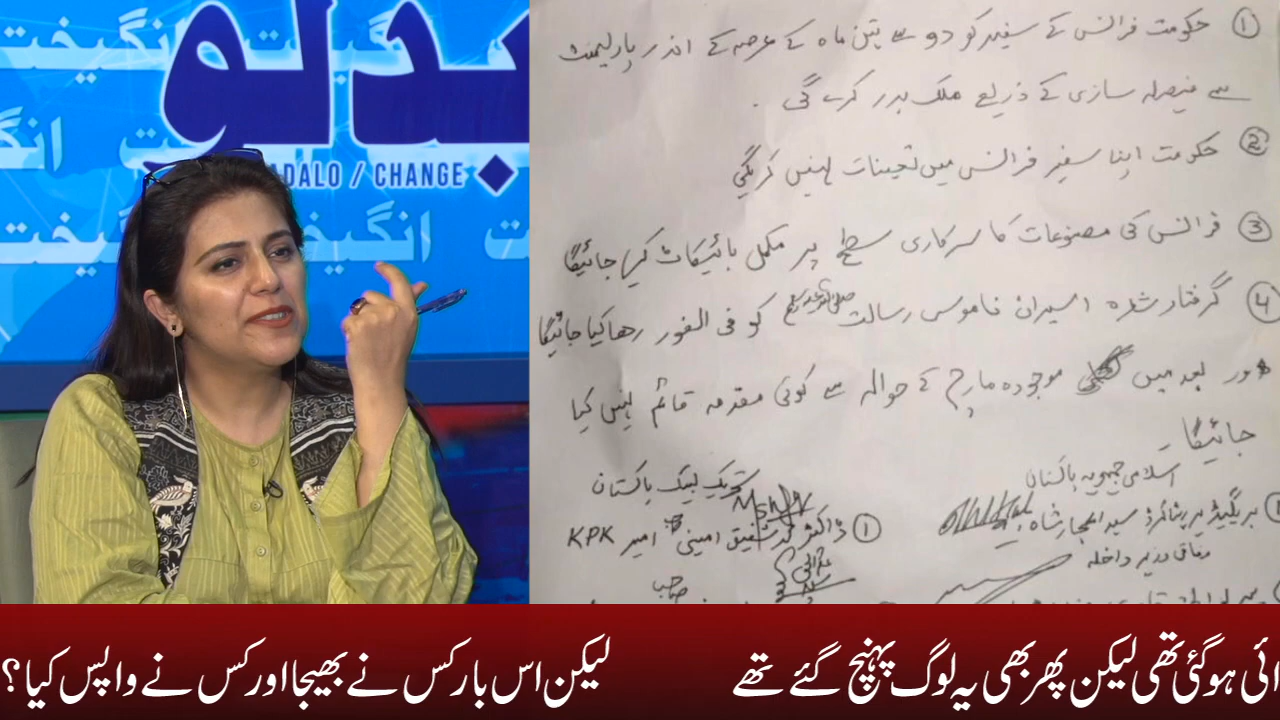 بدلو
BADALO / CHANGE
انگیخت
① حکومت فرانس کے سفیر کو دو سے تین ماہ کے عرصہ کے اندر پارلیمنٹ
سے فیصلہ سازی کے ذریعے ملک بدر کرے گی ۔
② حکومت اپنا سفیر فرانس میں تعینات نہیں کریگی
③ فرانس کی مصنوعات کا سرکاری سطح پر مکمل بائیکاٹ کیا جائیگا
④ گرفتار شدہ اسیران ناموس رسالت صلی اللہ علیہ وسلم کو فی الفور رھا کیا جائیگا
اور بعد میں موجودہ مارچ کے حوالہ سے کوئی مقدمہ قائم نہیں کیا
جائیگا ۔
اسلامی جمہوریہ پاکستان
تحریک لبیک پاکستان
بریگیڈیر ریٹائرڈ سید اعجاز شاہ
① ڈاکٹر محمد شفیق امینی صاحب امیر KPK
وفاقی وزیر داخلہ
صاحب
ائی ہوگئی تھی لیکن پھر بھی یہ لوگ پہنچ گئے تھے
لیکن اس بار کس نے بھیجا اور کس نے واپس کیا؟